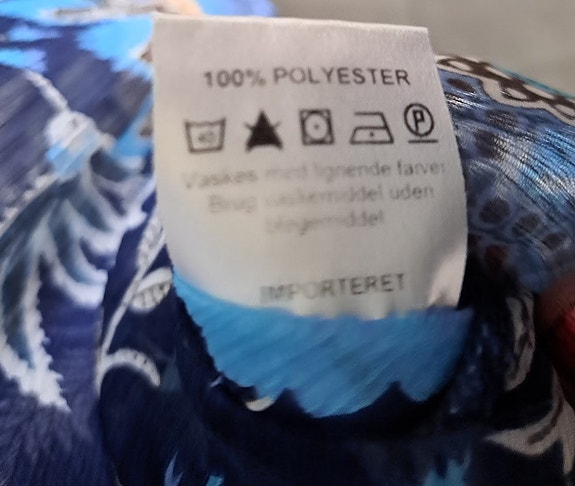 100% POLYESTER
40 P
Vaskes med lignende farver
Brug vaskemiddel uden
blegemiddel
IMPORTERET